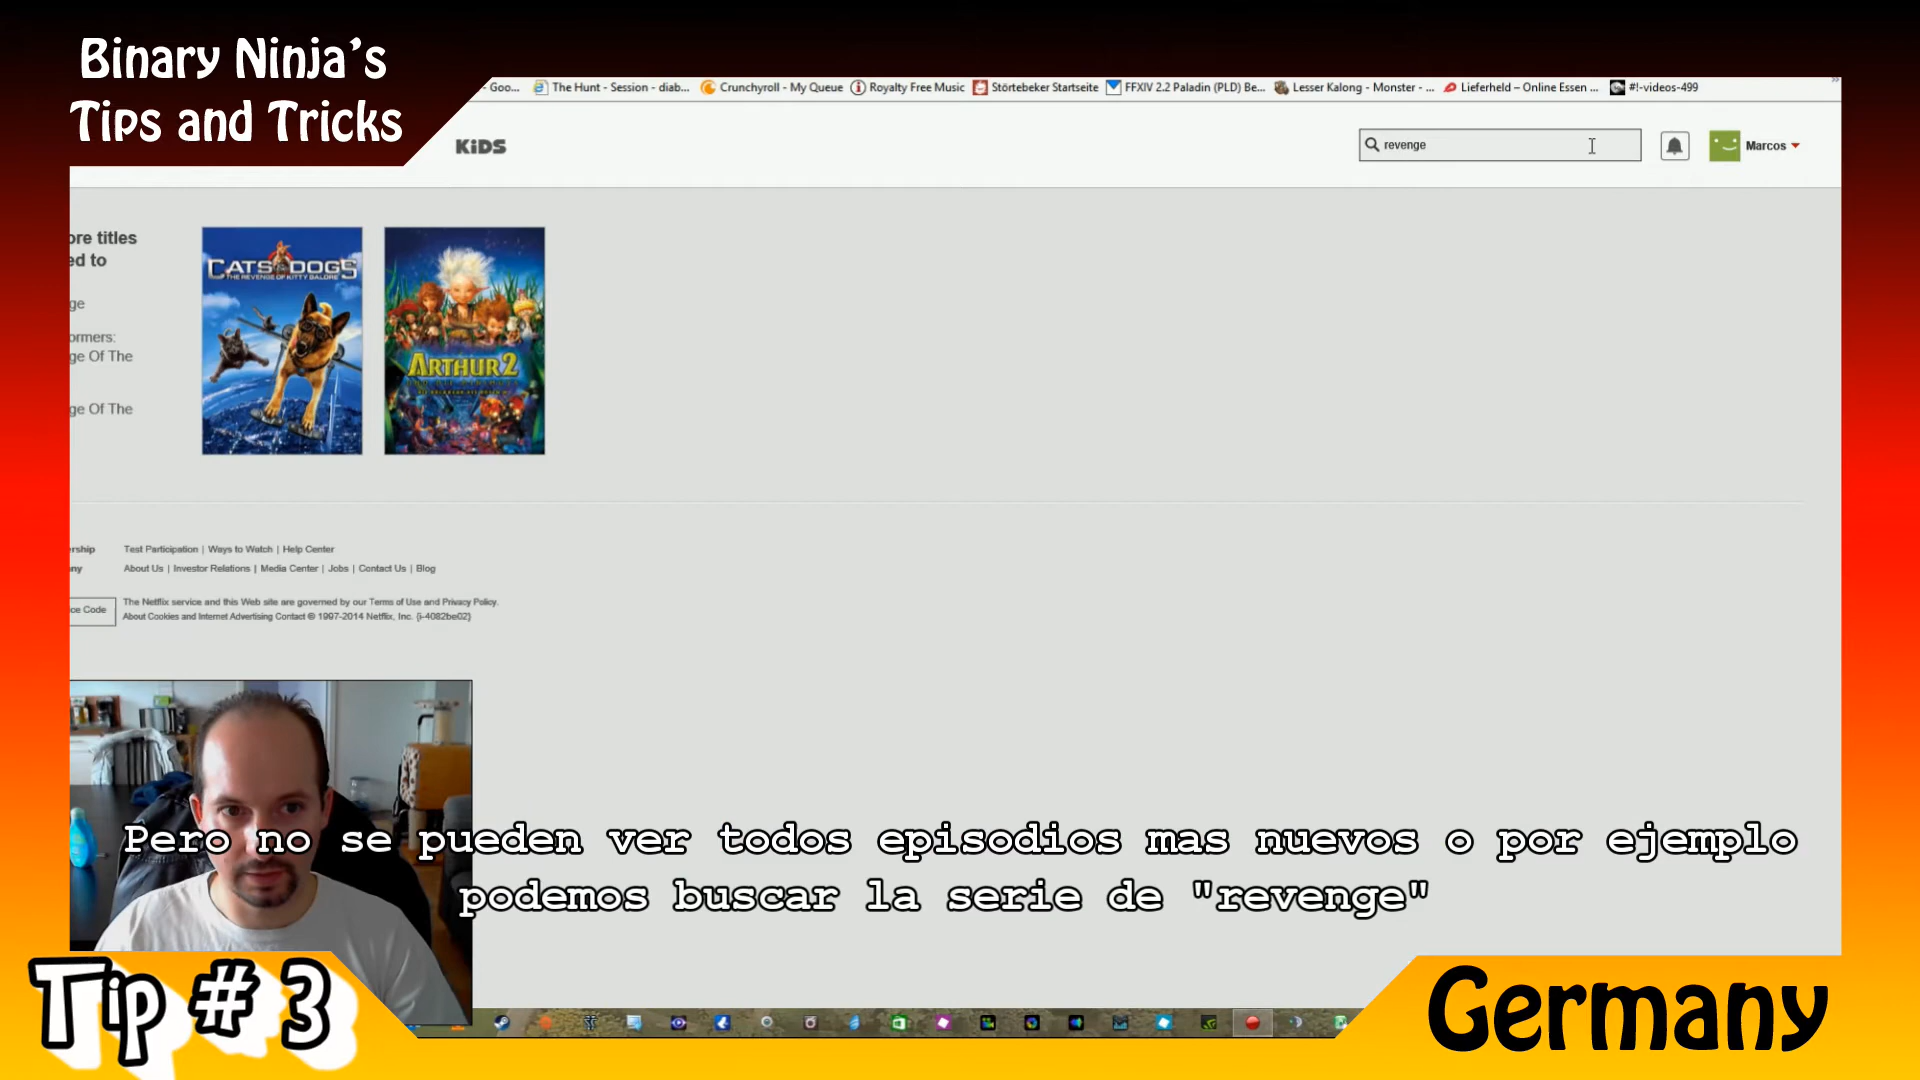 Binary Ninja's
Tips and Tricks
- Goo... The Hunt - Session - diab... Crunchyroll - My Queue Royalty Free Music Störtebeker Startseite FFXIV 2.2 Paladin (PLD) Be... Lesser Kalong - Monster - ... Lieferheld – Online Essen ... #!-videos-499
KiDS
revenge
Marcos
ore titles
ed to
ge
ormers:
ge Of The
ge Of The
CATS DOGS
THE REVENGE OF KITTY GALORE
ARTHUR 2
rship Test Participation | Ways to Watch | Help Center
ny About Us | Investor Relations | Media Center | Jobs | Contact Us | Blog
ce Code
The Netflix service and this Web site are governed by our Terms of Use and Privacy Policy.
About Cookies and Internet Advertising Contact © 1997-2014 Netflix, Inc. {i-4082be02}
Pero no se pueden ver todos episodios mas nuevos o por ejemplo
podemos buscar la serie de "revenge"
Tip # 3
Germany